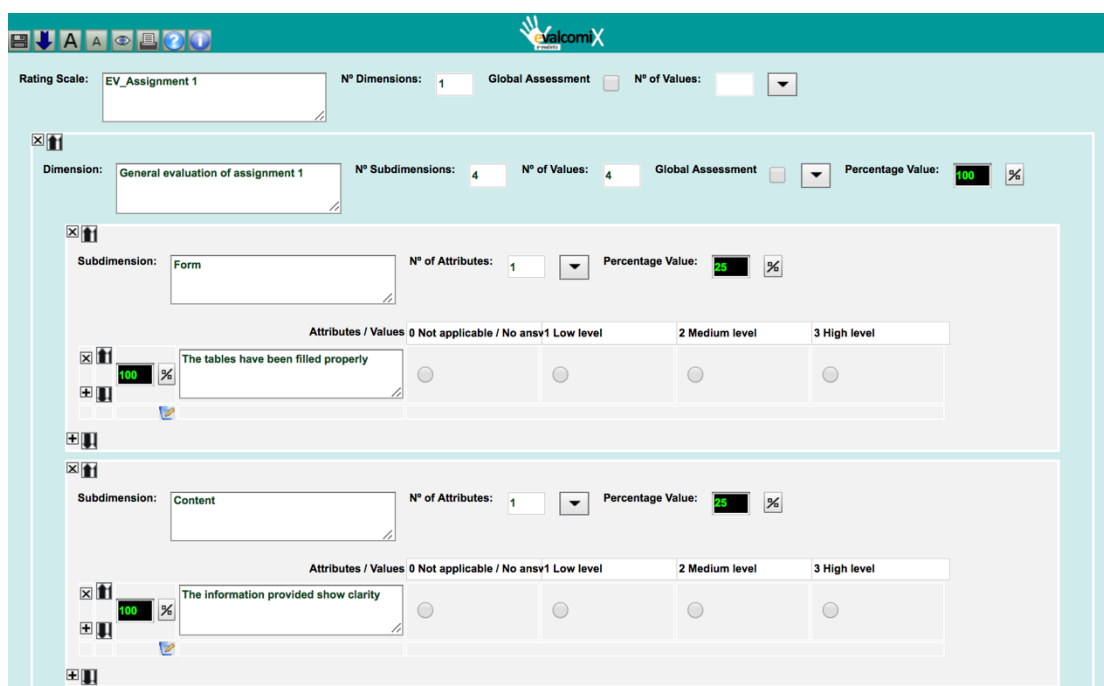 A A ? i
evalcomiX
Rating Scale: EV_Assignment 1 Nº Dimensions: 1 Global Assessment Nº of Values:
Dimension: General evaluation of assignment 1 Nº Subdimensions: 4 Nº of Values: 4 Global Assessment Percentage Value: 100 %
Subdimension: Form Nº of Attributes: 1 Percentage Value: 25 %
Attributes / Values 0 Not applicable / No answ 1 Low level 2 Medium level 3 High level
100 % The tables have been filled properly
Subdimension: Content Nº of Attributes: 1 Percentage Value: 25 %
Attributes / Values 0 Not applicable / No answ 1 Low level 2 Medium level 3 High level
100 % The information provided show clarity